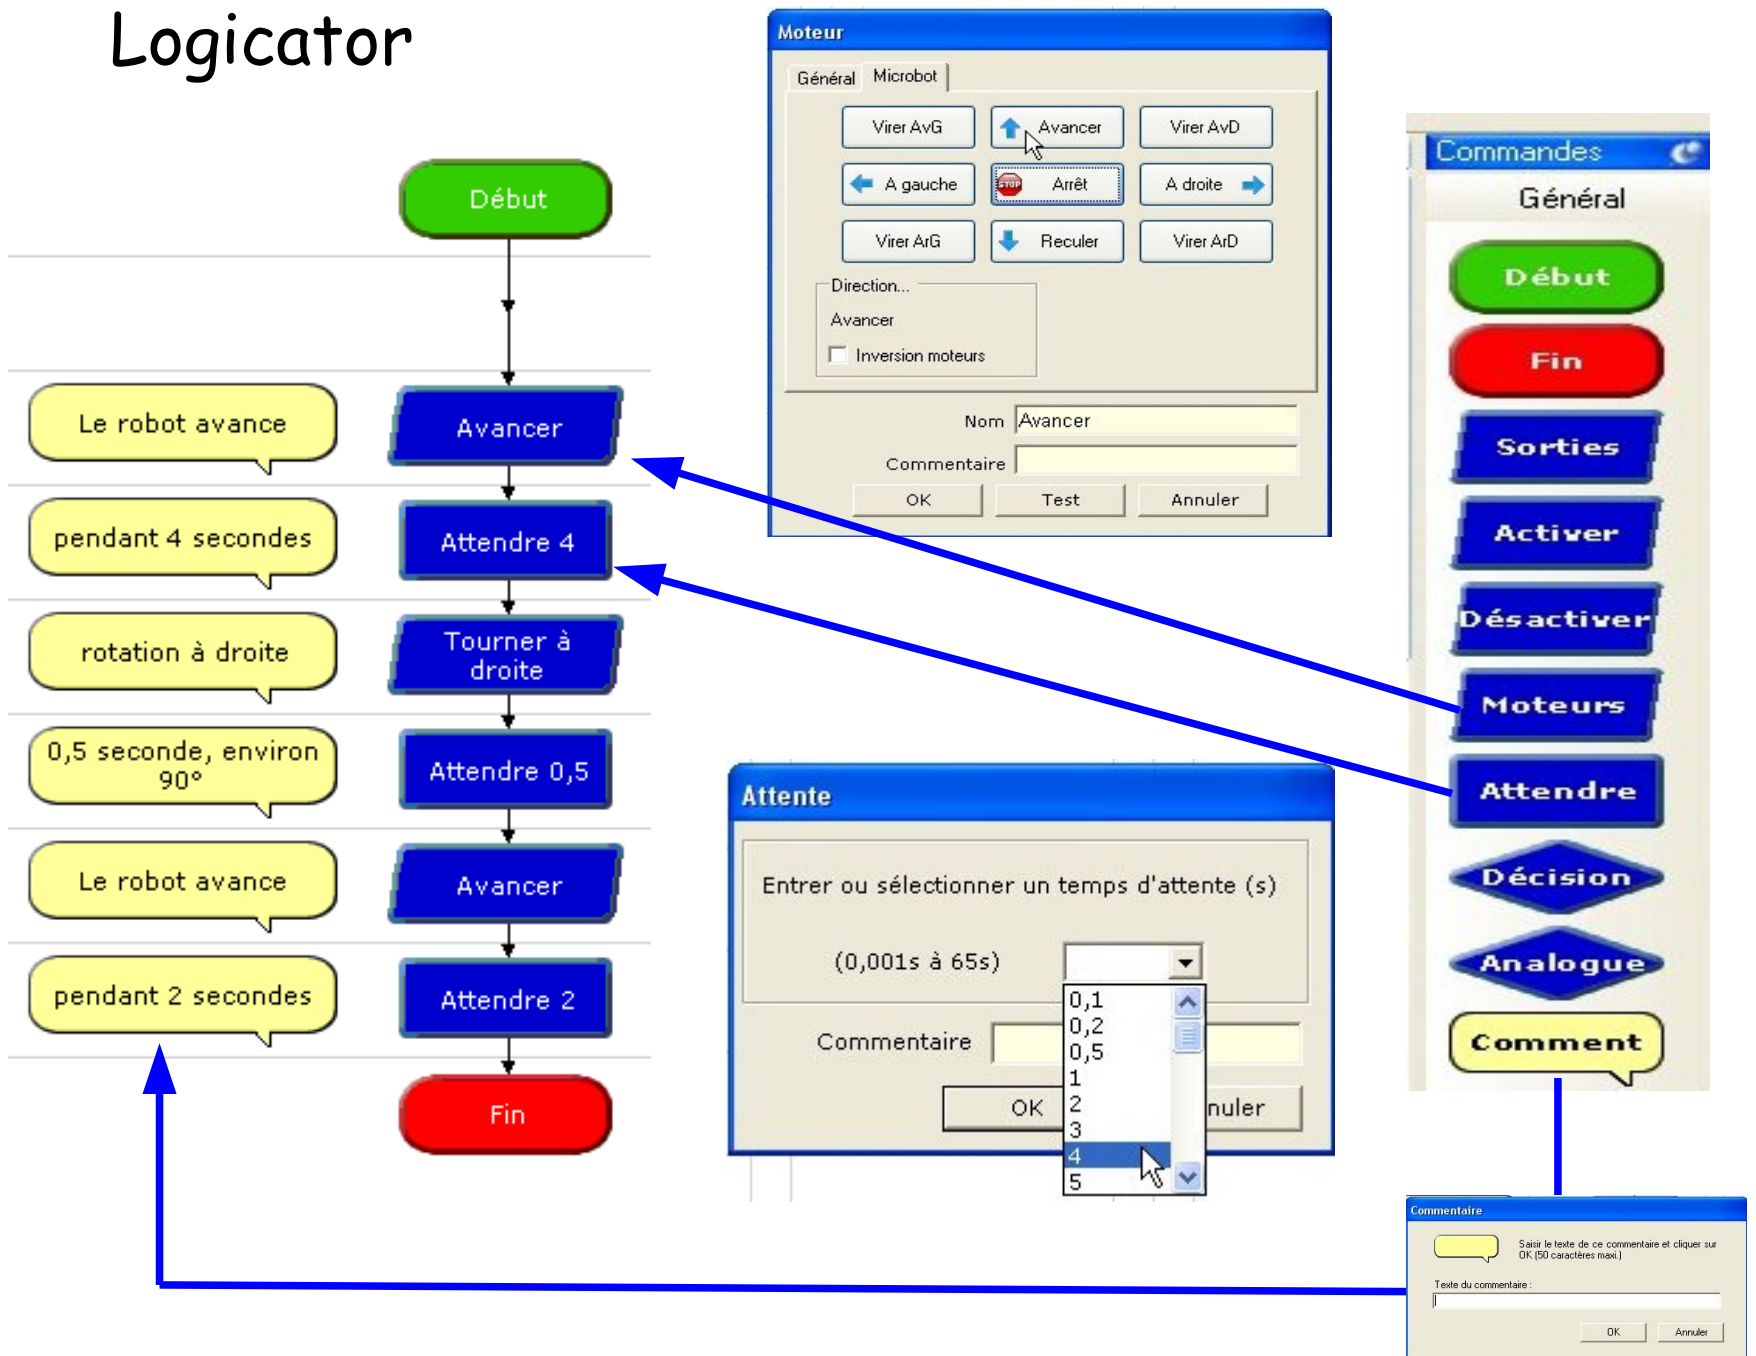 Logicator
Début
Le robot avance
Avancer
pendant 4 secondes
Attendre 4
rotation à droite
Tourner à
droite
0,5 seconde, environ
90°
Attendre 0,5
Le robot avance
Avancer
pendant 2 secondes
Attendre 2
Fin
Moteur
Général
Microbot
Virer AvG
Avancer
Virer AvD
A gauche
STOP
Arrêt
A droite
Virer ArG
Reculer
Virer ArD
Direction...
Avancer
Inversion moteurs
Nom
Avancer
Commentaire
OK
Test
Annuler
Attente
Entrer ou sélectionner un temps d'attente (s)
(0,001s à 65s)
0,1
0,2
0,5
1
2
3
4
5
Commentaire
OK
nuler
Commandes
Général
Début
Fin
Sorties
Activer
Désactiver
Moteurs
Attendre
Décision
Analogue
Comment
Commentaire
Saisir le texte de ce commentaire et cliquer sur
OK (50 caractères maxi.)
Texte du commentaire :
OK
Annuler